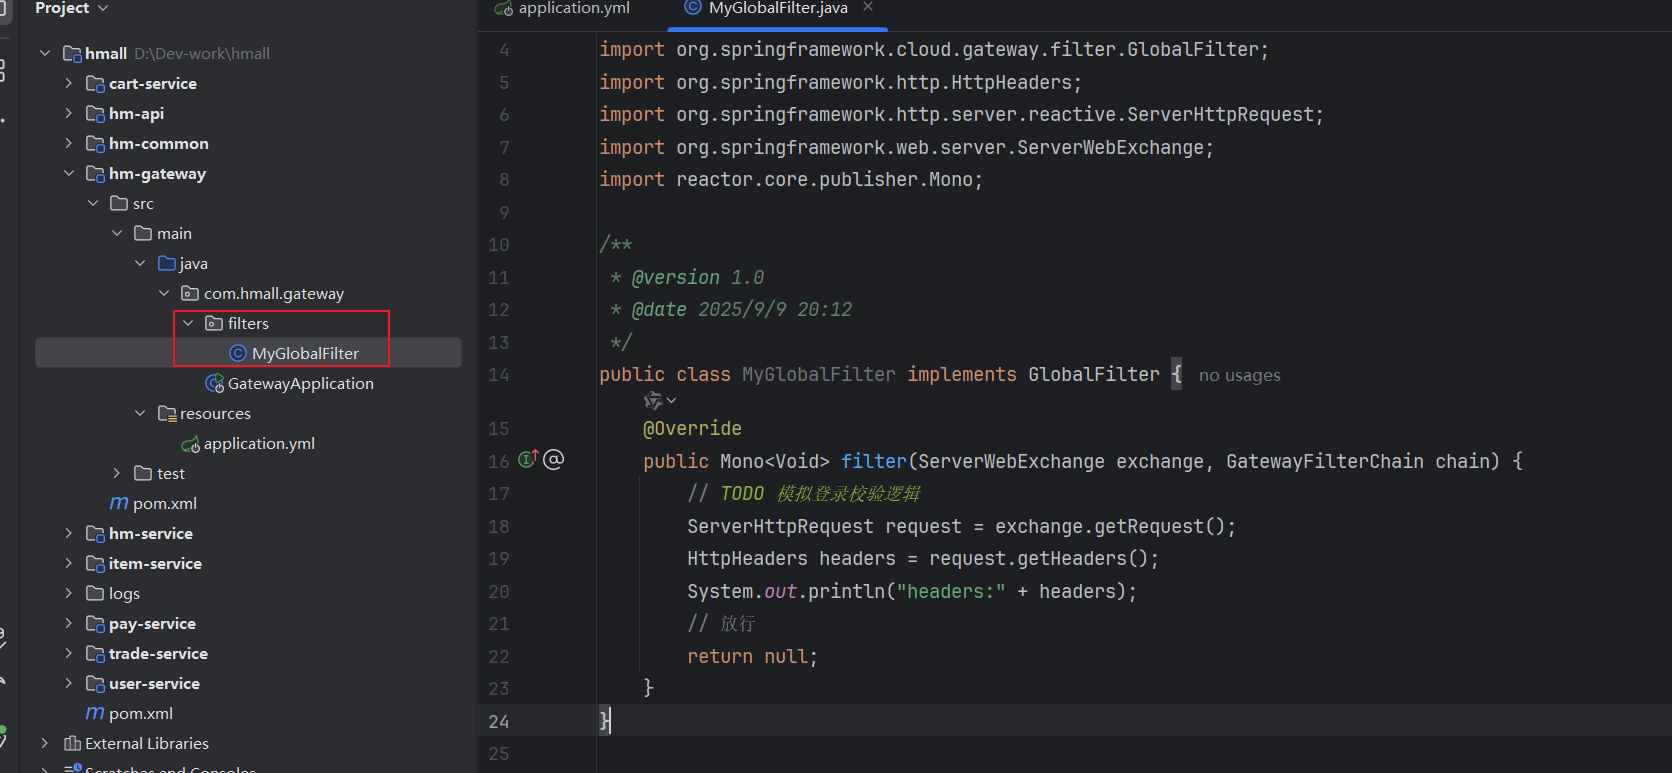 Project
hmall D:\Dev-work\hmall
cart-service
hm-api
hm-common
hm-gateway
src
main
java
com.hmall.gateway
filters
MyGlobalFilter
GatewayApplication
resources
application.yml
test
pom.xml
hm-service
item-service
logs
pay-service
trade-service
user-service
pom.xml
External Libraries
Scratches and Consoles
application.yml
MyGlobalFilter.java
4 import org.springframework.cloud.gateway.filter.GlobalFilter;
5 import org.springframework.http.HttpHeaders;
6 import org.springframework.http.server.reactive.ServerHttpRequest;
7 import org.springframework.web.server.ServerWebExchange;
8 import reactor.core.publisher.Mono;
9
10 /**
11 * @version 1.0
12 * @date 2025/9/9 20:12
13 */
14 public class MyGlobalFilter implements GlobalFilter { no usages
15 @Override
16 public Mono<Void> filter(ServerWebExchange exchange, GatewayFilterChain chain) {
17 // TODO 模拟登录校验逻辑
18 ServerHttpRequest request = exchange.getRequest();
19 HttpHeaders headers = request.getHeaders();
20 System.out.println("headers:" + headers);
21 // 放行
22 return null;
23 }
24 }
25